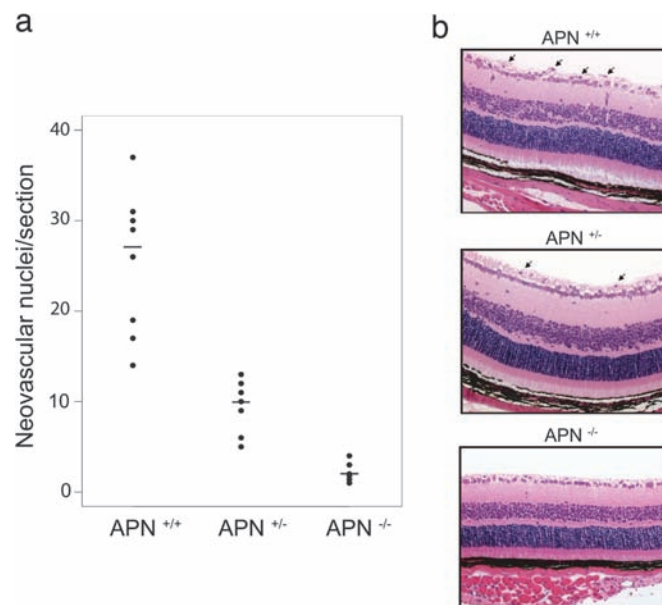 a
Neovascular nuclei/section
40
30
20
10
0
APN +/+
APN +/-
APN -/-
b
APN +/+
APN +/-
APN -/-